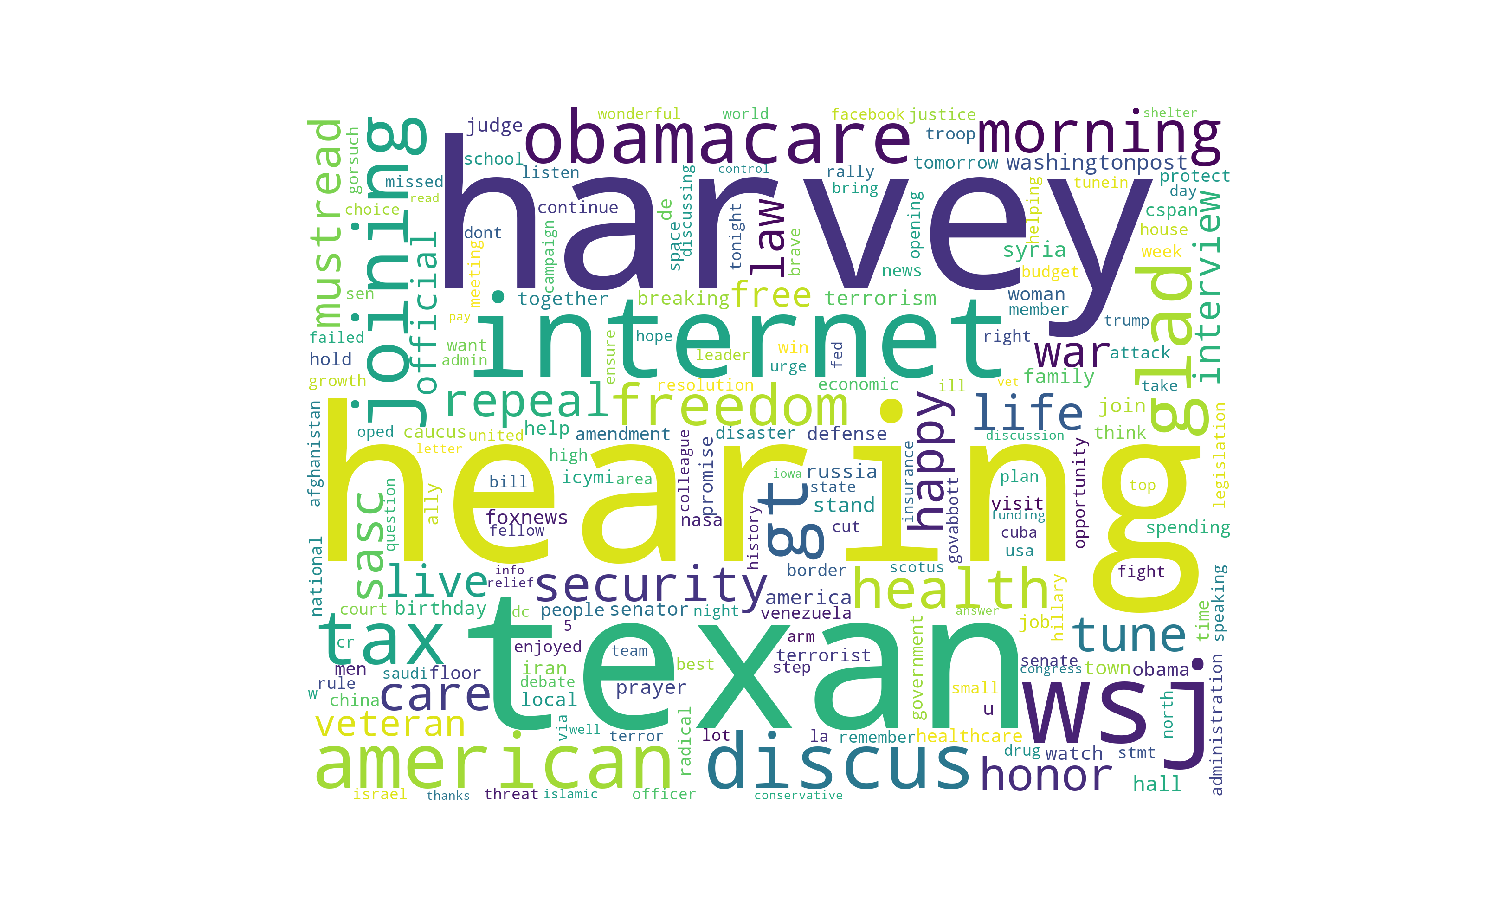 wonderful
world
facebook
justice
shelter
judge
obamacare
troop
morning
joining
mustread
gorsuch
school
listen
missed
choice
read
harvey
control
rally
bring
tomorrow
washingtonpost
tunein
protect
day
cspan
house
week
continue
de
space
discussing
tonight
law
brave
opening
helping
syria
budget
dont
campaign
meeting
official
news
interview
glad
sen
together
breaking
free
terrorism
woman
member
trump
failed
pay
want
admin
hold
internet
ensure
hope
leader
win
urge
fed
right
war
attack
growth
repeal
freedom
resolution
economic
ill
vet
family
take
life
join
afghanistan
oped
caucus
united
help
amendment
disaster
defense
happy
discussion
think
legislation
letter
high
hearing
colleague
promise
iowa
icymi
area
russia
state
stand
insurance
plan
top
sasc
question
ally
bill
foxnews
fellow
nasa
history
gt
cut
govabbott
visit
funding
cuba
usa
opportunity
spending
national
live
info
relief
security
border
scotus
america
health
fight
hillary
court
birthday
dc
people
senator
night
venezuela
answer
job
time
speaking
cr
tax
5
enjoyed
team
arm
terrorist
step
texan
government
tune
men
saudi
floor
iran
debate
best
senate
congress
town
obama
rule
w
china
care
local
prayer
small
u
wsj
north
administration
veteran
via
well
terror
radical
lot
la
remember
healthcare
drug
watch
stmt
american
discus
honor
hall
israel
thanks
threat
islamic
officer
conservative